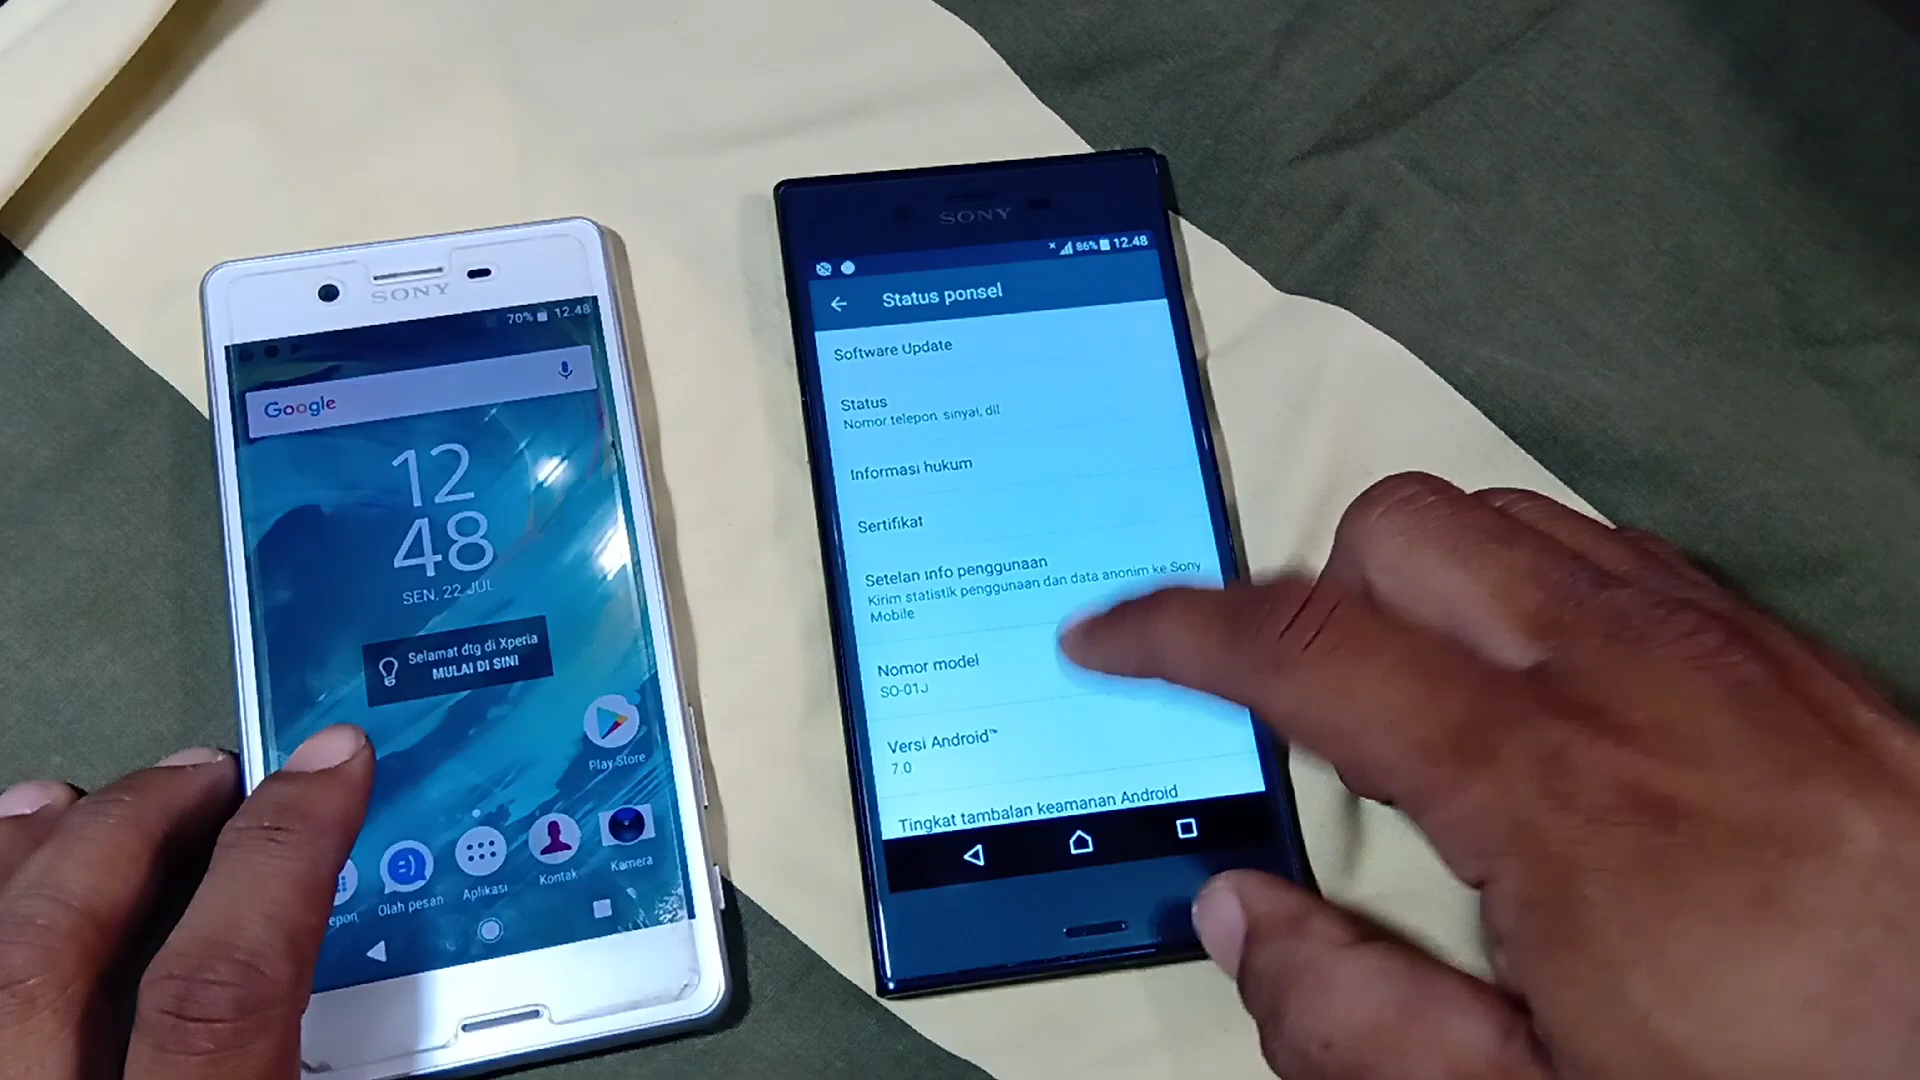 SONY
70% 12.48
Google
12
48
SEN, 22 JUL
Selamat dtg di Xperia
MULAI DI SINI
Play Store
epon
Olah pesan
Aplikasi
Kontak
Kamera
SONY
86% 12.48
Status ponsel
Software Update
Status
Nomor telepon, sinyal, dll
Informasi hukum
Sertifikat
Setelan info penggunaan
Kirim statistik penggunaan dan data anonim ke Sony
Mobile
Nomor model
SO-01J
Versi Android™
7.0
Tingkat tambalan keamanan Android